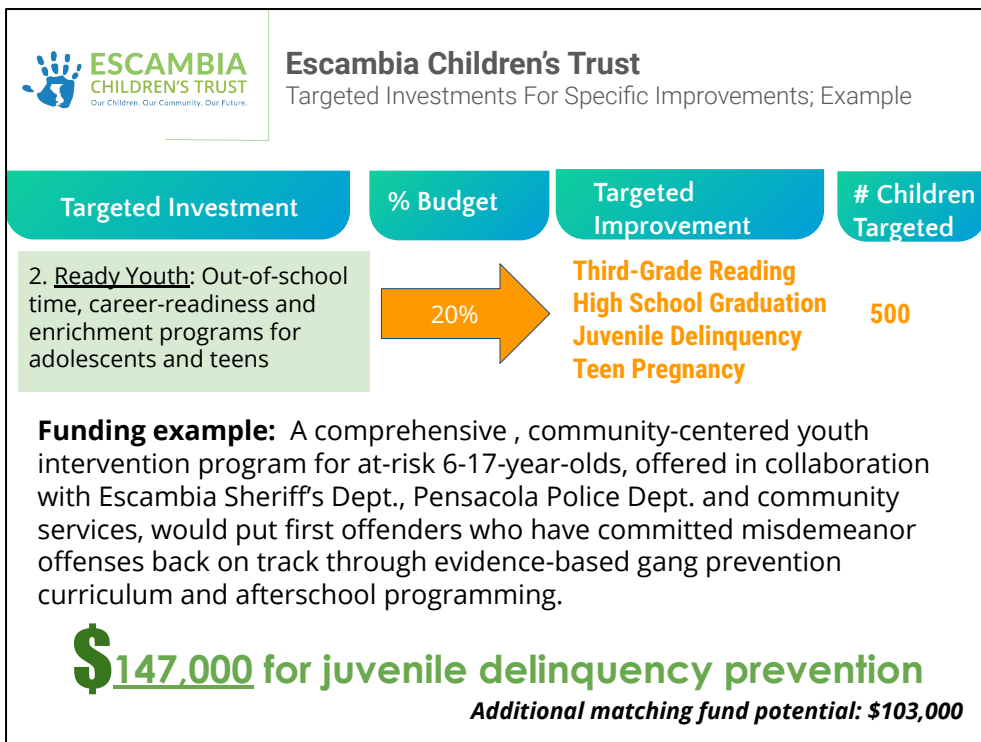 ESCAMBIA
CHILDREN'S TRUST
Our Children. Our Community. Our Future.
Escambia Children's Trust
Targeted Investments For Specific Improvements; Example
Targeted Investment
% Budget
Targeted
Improvement
# Children
Targeted
2. Ready Youth: Out-of-school
time, career-readiness and
enrichment programs for
adolescents and teens
20%
Third-Grade Reading
High School Graduation
Juvenile Delinquency
Teen Pregnancy
500
Funding example:  A comprehensive , community-centered youth
intervention program for at-risk 6-17-year-olds, offered in collaboration
with Escambia Sheriff's Dept., Pensacola Police Dept. and community
services, would put first offenders who have committed misdemeanor
offenses back on track through evidence-based gang prevention
curriculum and afterschool programming.
$147,000 for juvenile delinquency prevention
Additional matching fund potential: $103,000